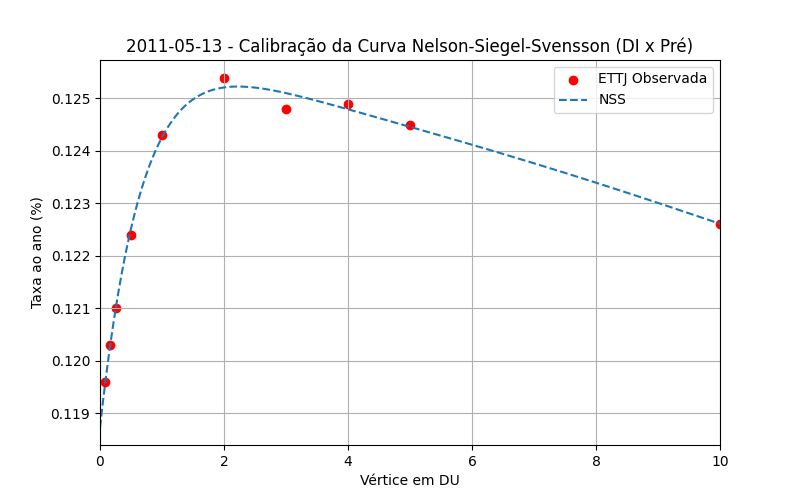 2011-05-13 - Calibração da Curva Nelson-Siegel-Svensson (DI x Pré)
ETTJ Observada
NSS
Taxa ao ano (%)
0.125
0.124
0.123
0.122
0.121
0.120
0.119
0 2 4 6 8 10
Vértice em DU